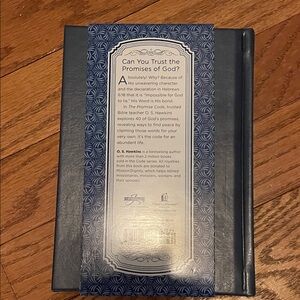 Can You Trust the
Promises of God?
Absolutely! Why? Because of
His unwavering character
and the declaration in Hebrews
6:18 that it is "impossible for God
to lie." His Word is His bond.
In The Promise Code, trusted
Bible teacher O. S. Hawkins
explores 40 of God's promises,
revealing ways to find peace by
claiming those words for your
very own. It's the code for an
abundant life.
O. S. Hawkins is a bestselling author
with more than 2 million books
sold in the Code series. All royalties
from this book are donated to
Mission:Dignity, which helps retired
ministers, widows, and
their spouses.